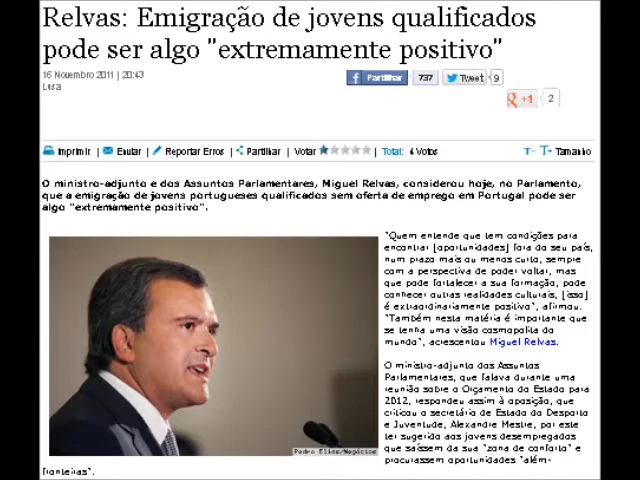 Relvas: Emigração de jovens qualificados
pode ser algo "extremamente positivo"
16 Novembro 2011 | 20:43
Lusa
Partilhar
737
Tweet
9
+1
2
Imprimir | Enviar | Reportar Erros | Partilhar | Votar | Total: 4 Votos
T- T+ Tamanho
O ministro-adjunto e dos Assuntos Parlamentares, Miguel Relvas, considerou hoje, no Parlamento,
que a emigração de jovens portugueses qualificados sem oferta de emprego em Portugal pode ser
algo "extremamente positivo".
"Quem entende que tem condições para
encontrar [oportunidades] fora do seu país,
num prazo mais ou menos curto, sempre
com a perspectiva de poder voltar, mas
que pode fortalecer a sua formação, pode
conhecer outras realidades culturais, [isso]
é extraordinariamente positivo", afirmou.
"Também nesta matéria é importante que
se tenha uma visão cosmopolita do
mundo", acrescentou Miguel Relvas.
O ministro-adjunto dos Assuntos
Parlamentares, que falava durante uma
reunião sobre o Orçamento do Estado para
2012, respondeu assim à oposição, que
criticou o secretário de Estado do Desporto
e Juventude, Alexandre Mestre, por este
ter sugerido aos jovens desempregados
que saíssem da sua "zona de conforto" e
procurassem oportunidades "além-
fronteiras".
Pedro Elias/Negócios